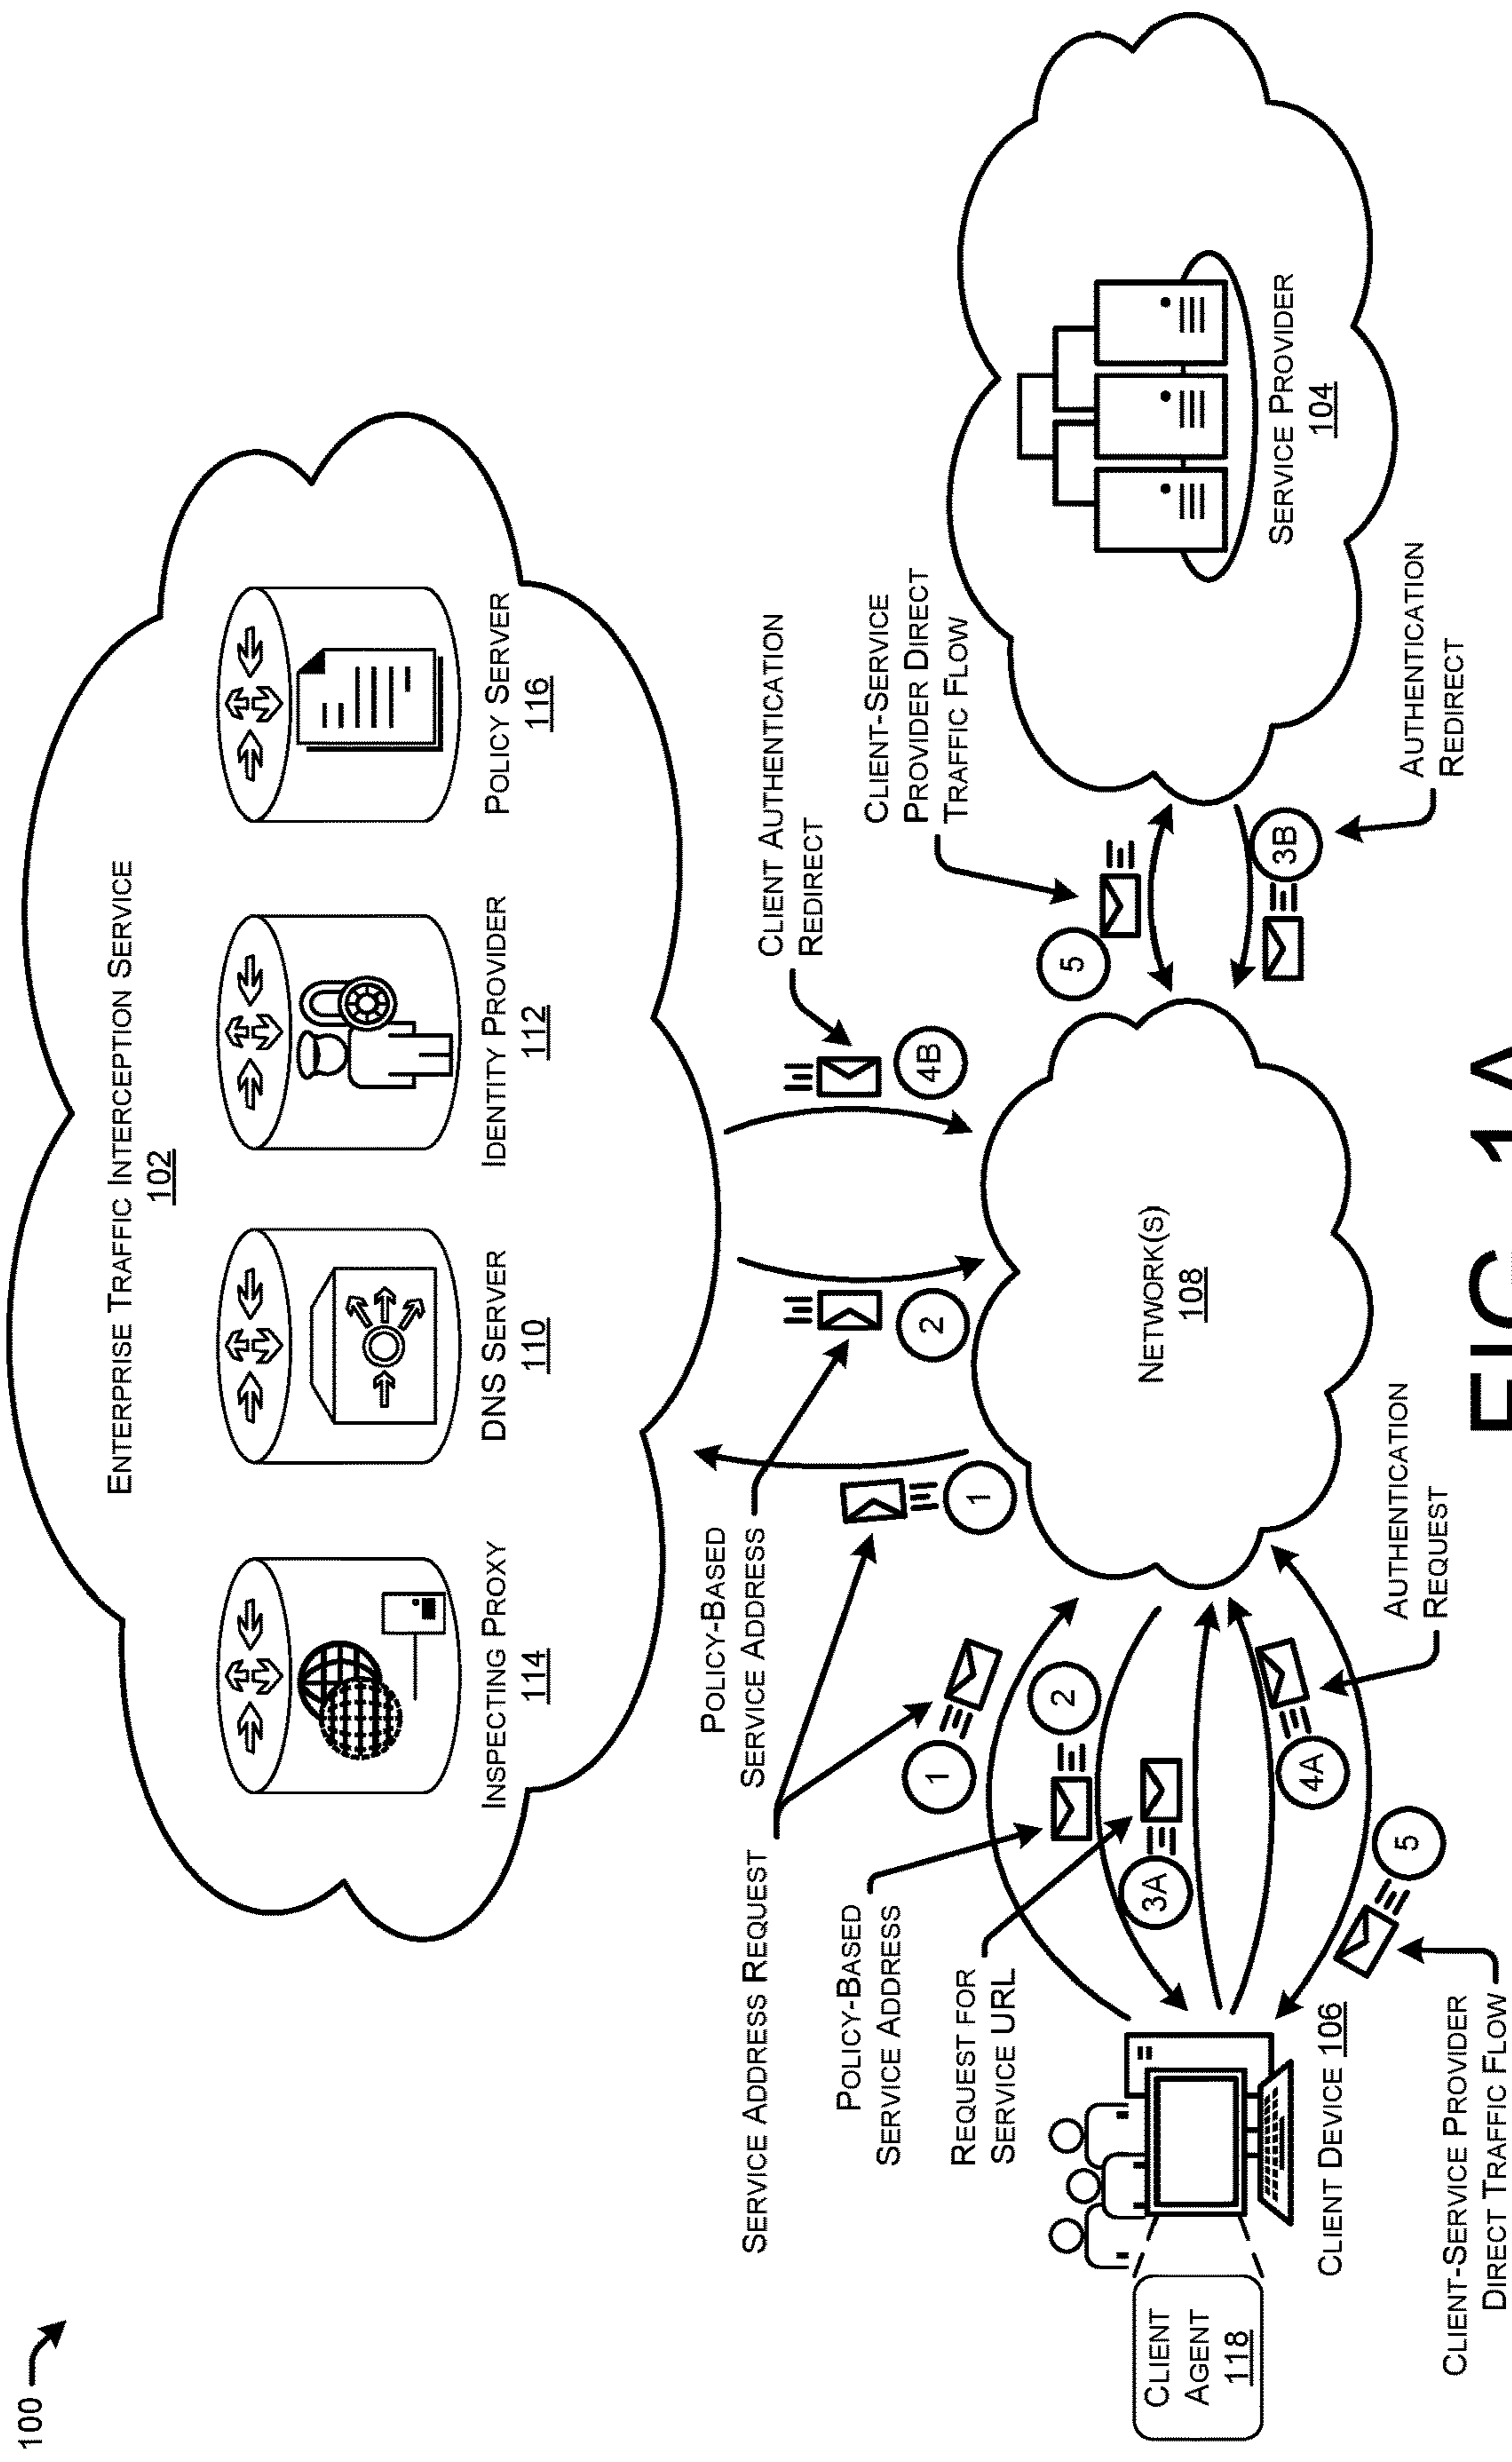 100
ENTERPRISE TRAFFIC INTERCEPTION SERVICE
102
INSPECTING PROXY
114
DNS SERVER
110
IDENTITY PROVIDER
112
POLICY SERVER
116
SERVICE ADDRESS REQUEST
POLICY-BASED
SERVICE ADDRESS
CLIENT AUTHENTICATION
REDIRECT
1
2
4B
POLICY-BASED
SERVICE ADDRESS
REQUEST FOR
SERVICE URL
1
2
3A
4A
5
CLIENT
AGENT
118
CLIENT DEVICE 106
CLIENT-SERVICE PROVIDER
DIRECT TRAFFIC FLOW
AUTHENTICATION
REQUEST
NETWORK(S)
108
CLIENT-SERVICE
PROVIDER DIRECT
TRAFFIC FLOW
5
3B
AUTHENTICATION
REDIRECT
SERVICE PROVIDER
104
FIG. 1A